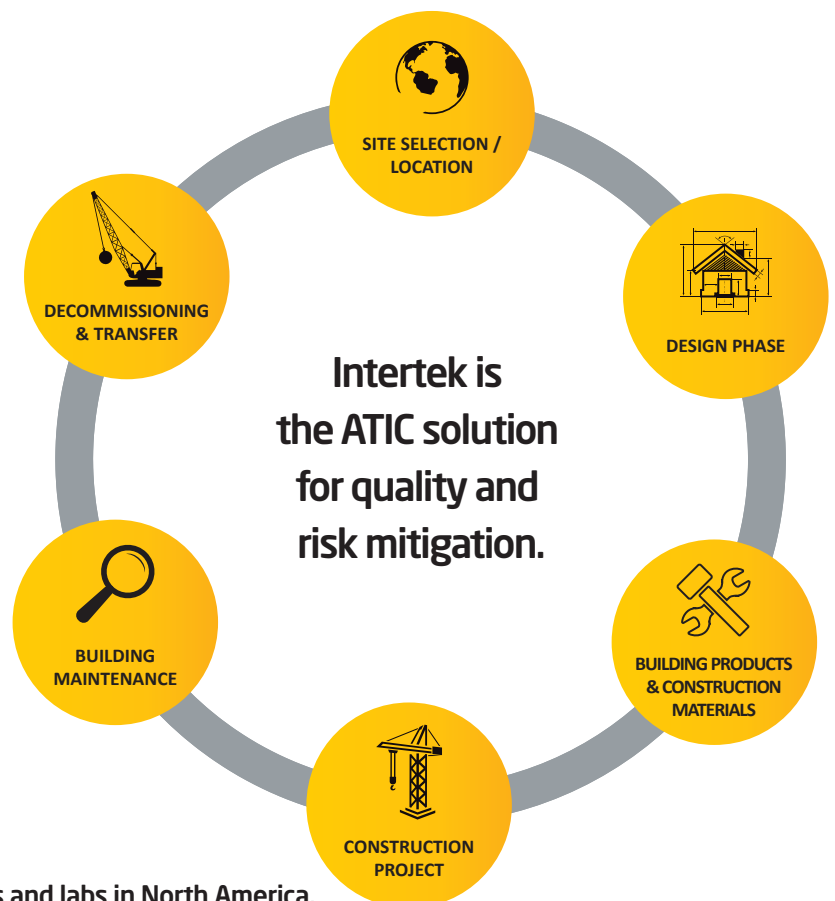 SITE SELECTION /
LOCATION
DECOMMISSIONING
& TRANSFER
DESIGN PHASE
Intertek is
the ATIC solution
for quality and
risk mitigation.
BUILDING
MAINTENANCE
BUILDING PRODUCTS
& CONSTRUCTION
MATERIALS
CONSTRUCTION
PROJECT
and labs in North America.